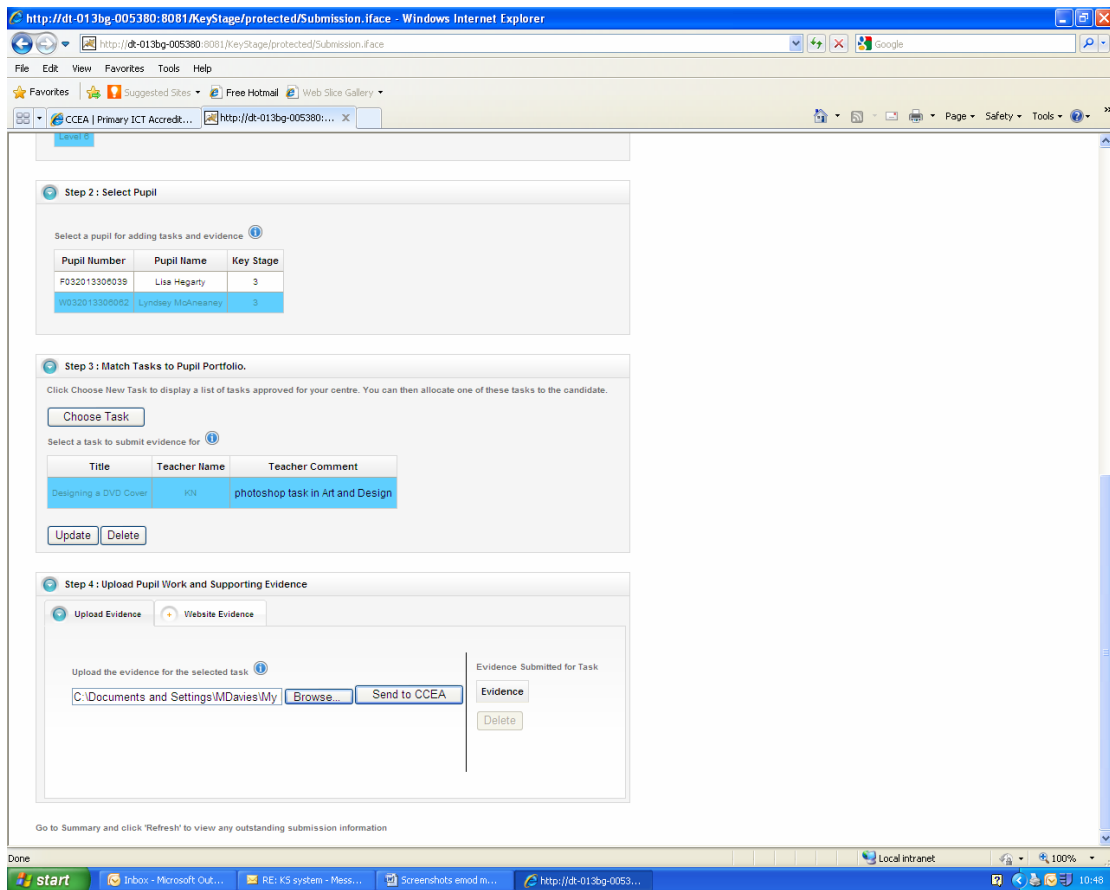 http://dt-013bg-005380:8081/KeyStage/protected/Submission.iface - Windows Internet Explorer
http://dt-013bg-005380:8081/KeyStage/protected/Submission.iface
Google
File Edit View Favorites Tools Help
Favorites Suggested Sites Free Hotmail Web Slice Gallery
CCEA | Primary ICT Accredit... http://dt-013bg-005380:... X Page Safety Tools »
Level 6
Step 2 : Select Pupil
Select a pupil for adding tasks and evidence
Pupil Number Pupil Name Key Stage
F032013306039 Lisa Hegarty 3
W032013306062 Lyndsey McAneaney 3
Step 3 : Match Tasks to Pupil Portfolio.
Click Choose New Task to display a list of tasks approved for your centre. You can then allocate one of these tasks to the candidate.
Choose Task
Select a task to submit evidence for
Title Teacher Name Teacher Comment
Designing a DVD Cover KN photoshop task in Art and Design
Update Delete
Step 4 : Upload Pupil Work and Supporting Evidence
Upload Evidence Website Evidence
Upload the evidence for the selected task
C:\Documents and Settings\MDavies\My Browse... Send to CCEA
Evidence Submitted for Task
Evidence
Delete
Go to Summary and click 'Refresh' to view any outstanding submission information
Done Local intranet 100%
start Inbox - Microsoft Out... RE: KS system - Mess... Screenshots emod m... http://dt-013bg-0053... 10:48